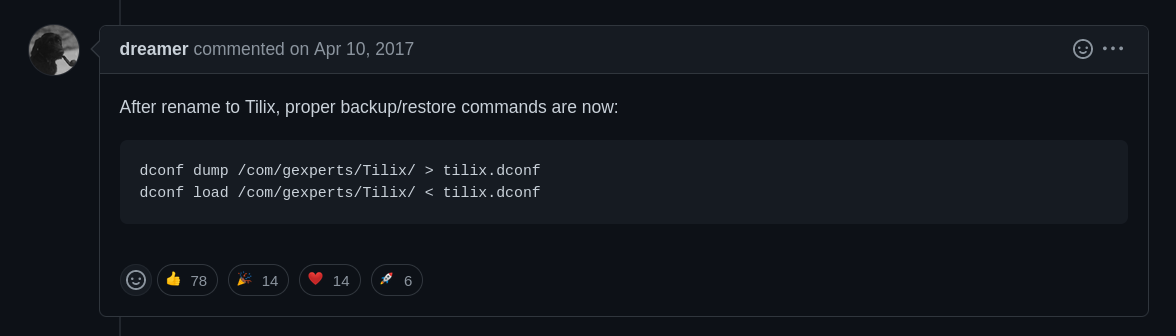 dreamer commented on Apr 10, 2017
After rename to Tilix, proper backup/restore commands are now:
dconf dump /com/gexperts/Tilix/ > tilix.dconf
dconf load /com/gexperts/Tilix/ < tilix.dconf
👍 78 🎉 14 ❤️ 14 🚀 6